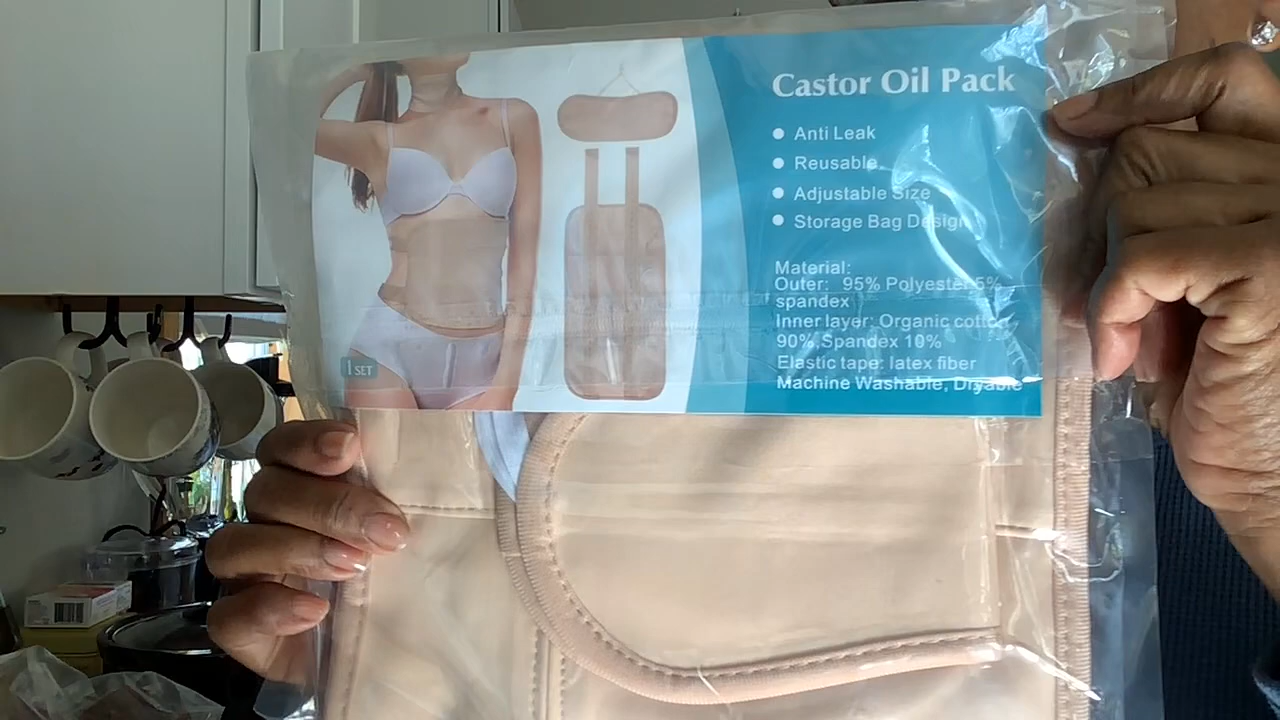 Castor Oil Pack
Anti Leak
Reusable
Adjustable Size
Storage Bag Design
Material:
Outer: 95% Polyester 5%
spandex
Inner layer: Organic cotton
90%,Spandex 10%
Elastic tape: latex fiber
Machine Washable, Dryable
1 SET